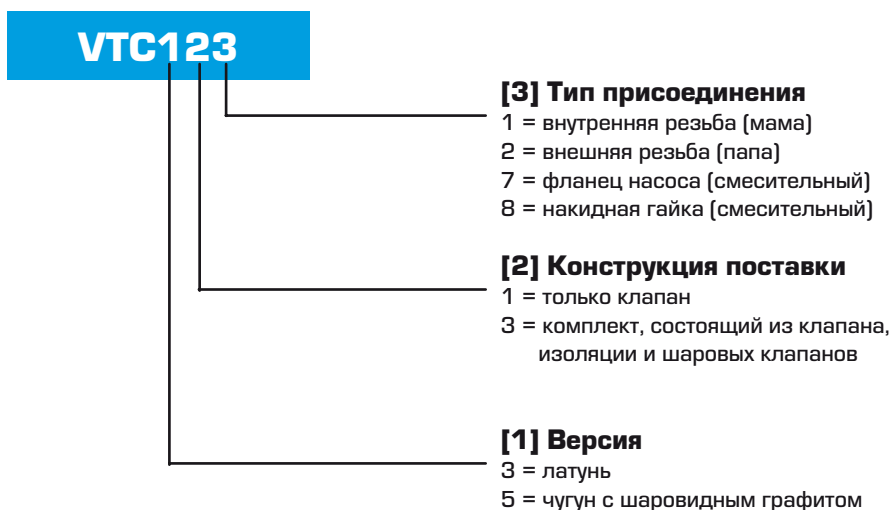 VTC123
[3] Тип присоединения
1 = внутренняя резьба (мама)
2 = внешняя резьба (папа)
7 = фланец насоса (смесительный)
8 = накидная гайка (смесительный)
[2] Конструкция поставки
1 = только клапан
3 = комплект, состоящий из клапана,
изоляции и шаровых клапанов
[1] Версия
3 = латунь
5 = чугун с шаровидным графитом